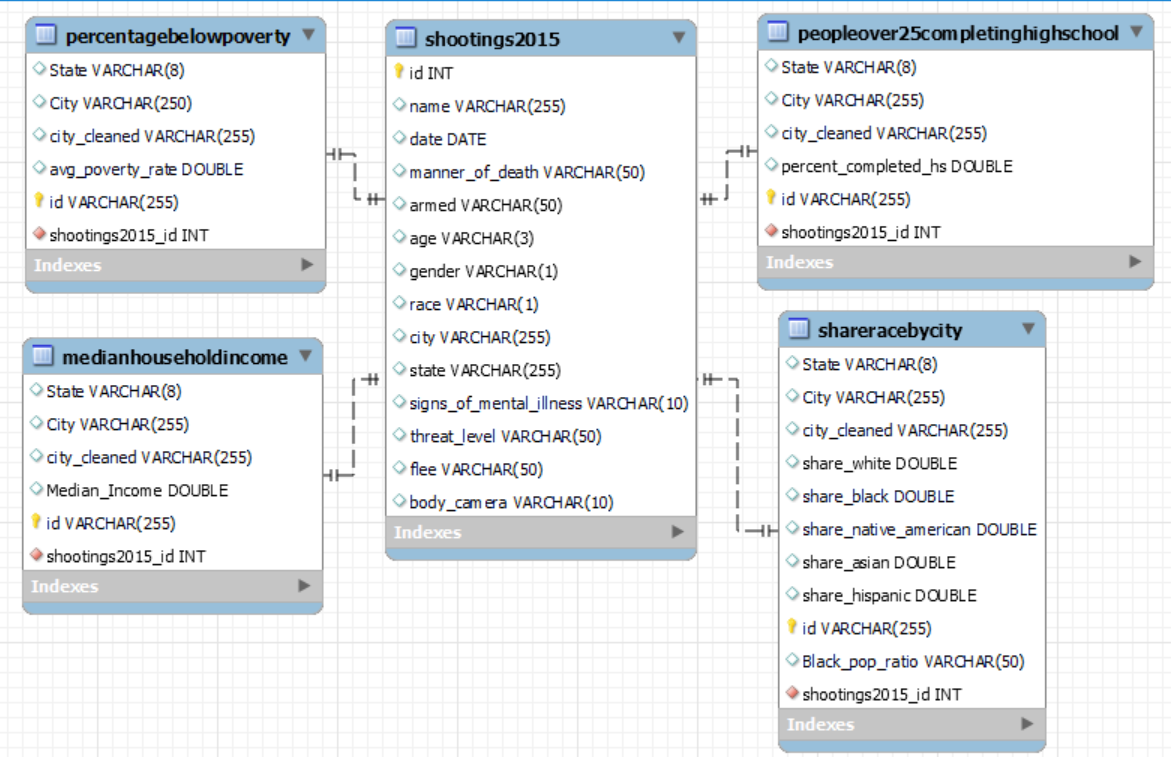 percentagebelowpoverty
State VARCHAR(8)
City VARCHAR(250)
city_cleaned VARCHAR(255)
avg_poverty_rate DOUBLE
id VARCHAR(255)
shootings2015_id INT
Indexes
shootings2015
id INT
name VARCHAR(255)
date DATE
manner_of_death VARCHAR(50)
armed VARCHAR(50)
age VARCHAR(3)
gender VARCHAR(1)
race VARCHAR(1)
city VARCHAR(255)
state VARCHAR(255)
signs_of_mental_illness VARCHAR(10)
threat_level VARCHAR(50)
flee VARCHAR(50)
body_camera VARCHAR(10)
Indexes
peopleover25completinghighschool
State VARCHAR(8)
City VARCHAR(255)
city_cleaned VARCHAR(255)
percent_completed_hs DOUBLE
id VARCHAR(255)
shootings2015_id INT
Indexes
medianhouseholdincome
State VARCHAR(8)
City VARCHAR(255)
city_cleaned VARCHAR(255)
Median_Income DOUBLE
id VARCHAR(255)
shootings2015_id INT
Indexes
shareracebycity
State VARCHAR(8)
City VARCHAR(255)
city_cleaned VARCHAR(255)
share_white DOUBLE
share_black DOUBLE
share_native_american DOUBLE
share_asian DOUBLE
share_hispanic DOUBLE
id VARCHAR(255)
Black_pop_ratio VARCHAR(50)
shootings2015_id INT
Indexes